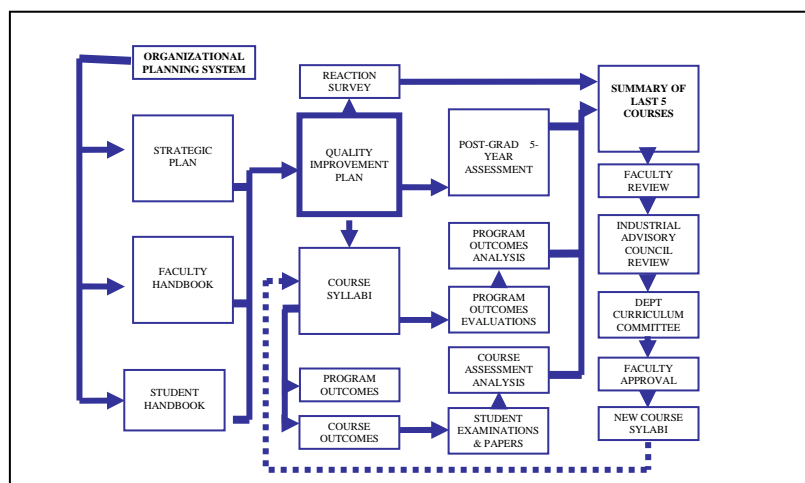 ORGANIZATIONAL
PLANNING SYSTEM
STRATEGIC
PLAN
FACULTY
HANDBOOK
STUDENT
HANDBOOK
REACTION
SURVEY
QUALITY
IMPROVEMENT
PLAN
COURSE
SYLLABI
PROGRAM
OUTCOMES
COURSE
OUTCOMES
POST-GRAD 5-
YEAR
ASSESSMENT
PROGRAM
OUTCOMES
ANALYSIS
PROGRAM
OUTCOMES
EVALUATIONS
COURSE
ASSESSMENT
ANALYSIS
STUDENT
EXAMINATIONS
& PAPERS
SUMMARY OF
LAST 5
COURSES
FACULTY
REVIEW
INDUSTRIAL
ADVISORY
COUNCIL
REVIEW
DEPT
CURRICULUM
COMMITTEE
FACULTY
APPROVAL
NEW COURSE
SYLABI